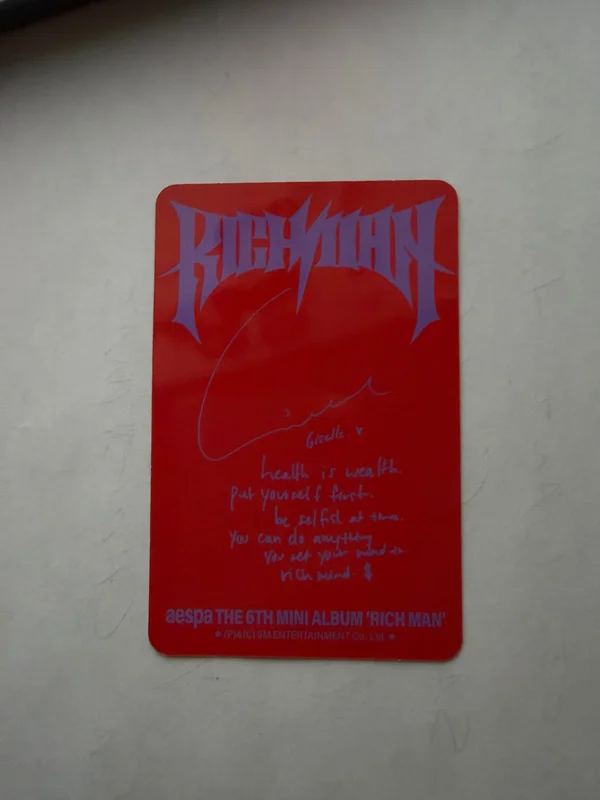 RICH MAN
Giselle.
health is wealth.
put yourself first.
be selfish at times.
you can do anything
you set your mind to
rich mind. $
aespa THE 6TH MINI ALBUM 'RICH MAN'
★ (P)&(C) SM ENTERTAINMENT Co., Ltd. ★